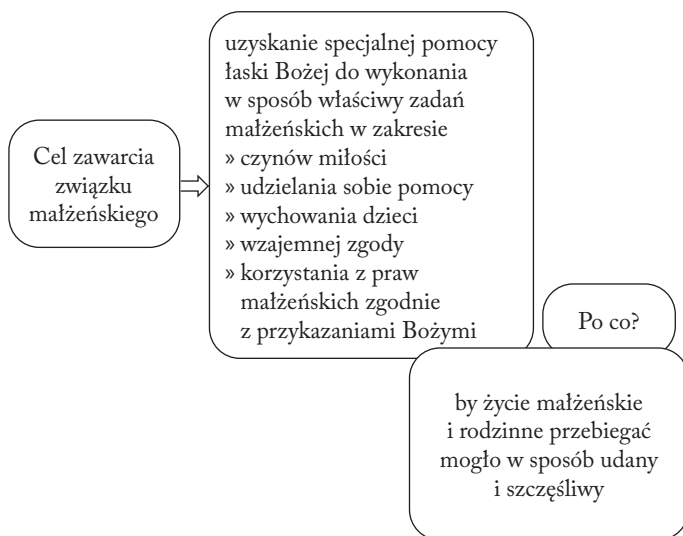 Cel zawarcia
związku
małżeńskiego
uzyskanie specjalnej pomocy
łaski Bożej do wykonania
w sposób właściwy zadań
małżeńskich w zakresie
» czynów miłości
» udzielania sobie pomocy
» wychowania dzieci
» wzajemnej zgody
» korzystania z praw
małżeńskich zgodnie
z przykazaniami Bożymi
Po co?
by życie małżeńskie
i rodzinne przebiegać
mogło w sposób udany
i szczęśliwy